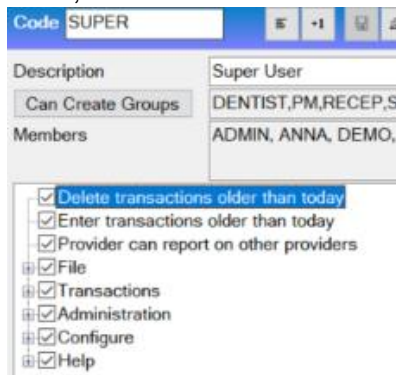 Code SUPER +1
Description Super User
Can Create Groups DENTIST,PM,RECEP,S
Members ADMIN, ANNA, DEMO,
Delete transactions older than today
Enter transactions older than today
Provider can report on other providers
File
Transactions
Administration
Configure
Help